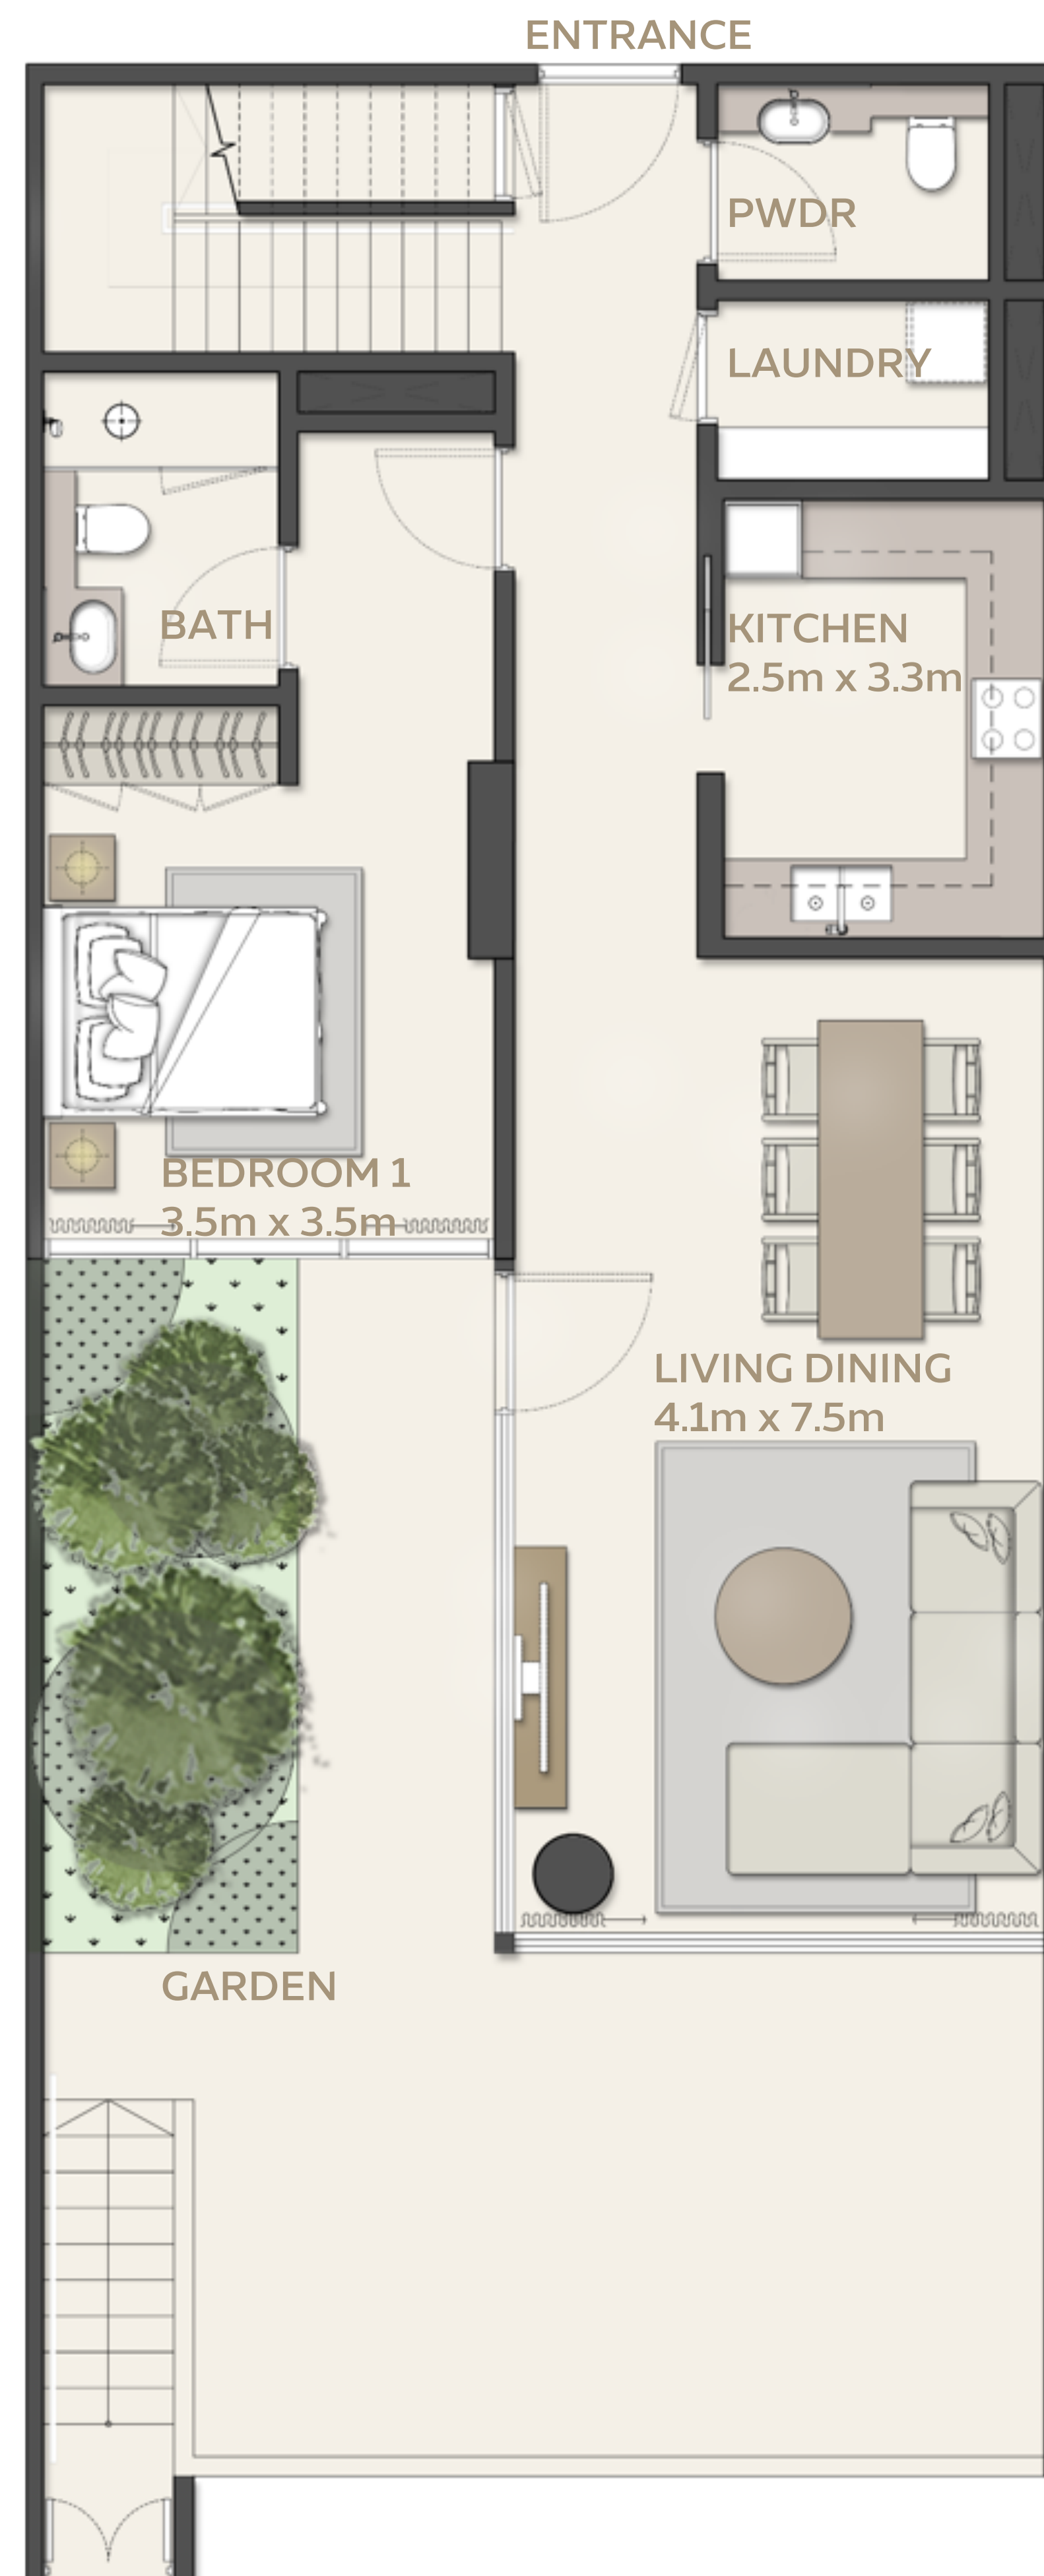 ENTRANCE
PWDR
LAUNDRY
KITCHEN
2.5m x 3.3m
BATH
BEDROOM 1
3.5m x 3.5m
LIVING DINING
4.1m x 7.5m
GARDEN